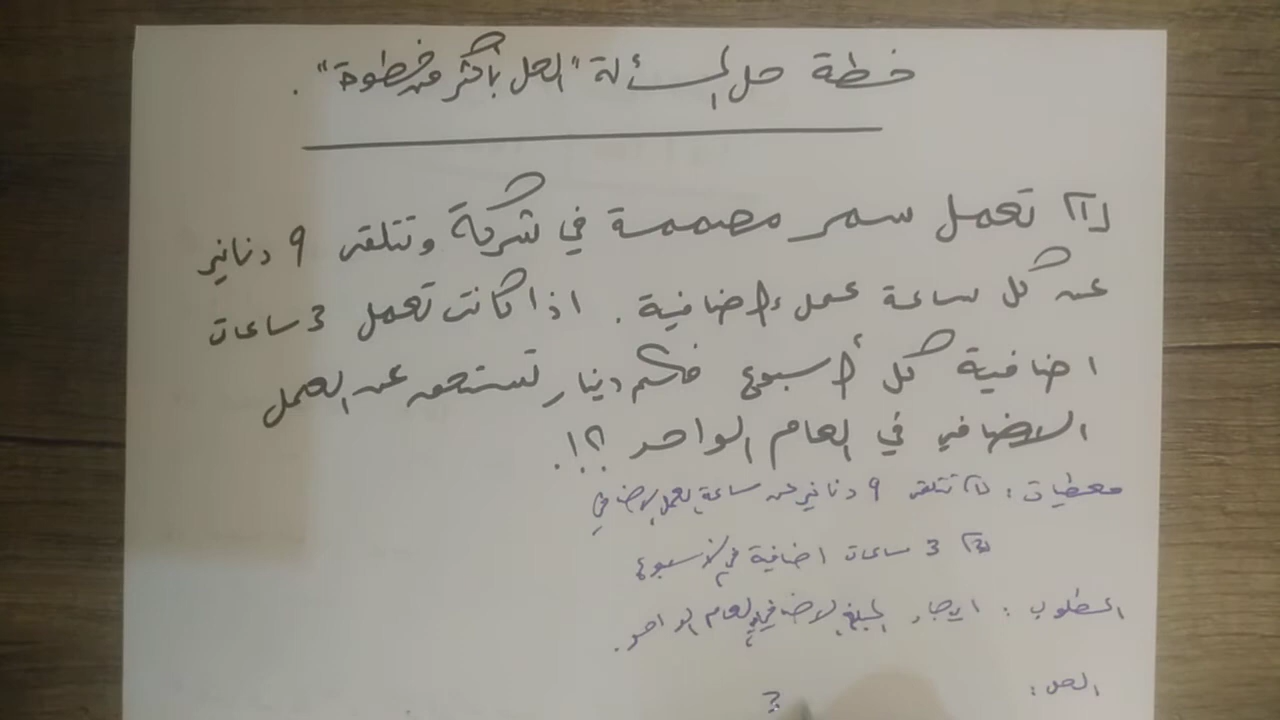 خطة حل المسألة "الحل بأكثر من خطوة".
1) تعمل سمر مصممة في شركة وتتلقى 9 دنانير
عن كل ساعة عمل إضافية. اذا كانت تعمل 3 ساعات
اضافية كل أسبوع فكم دينار تستحق عن العمل
الاضافي في العام الواحد ؟!.
معطيات : 1) تتلقى 9 دنانير عن ساعة العمل الاضافي
2) 3 ساعات اضافية في الأسبوع
المطلوب : ايجاد المبلغ الاضافي في العام الواحد.
الحل :